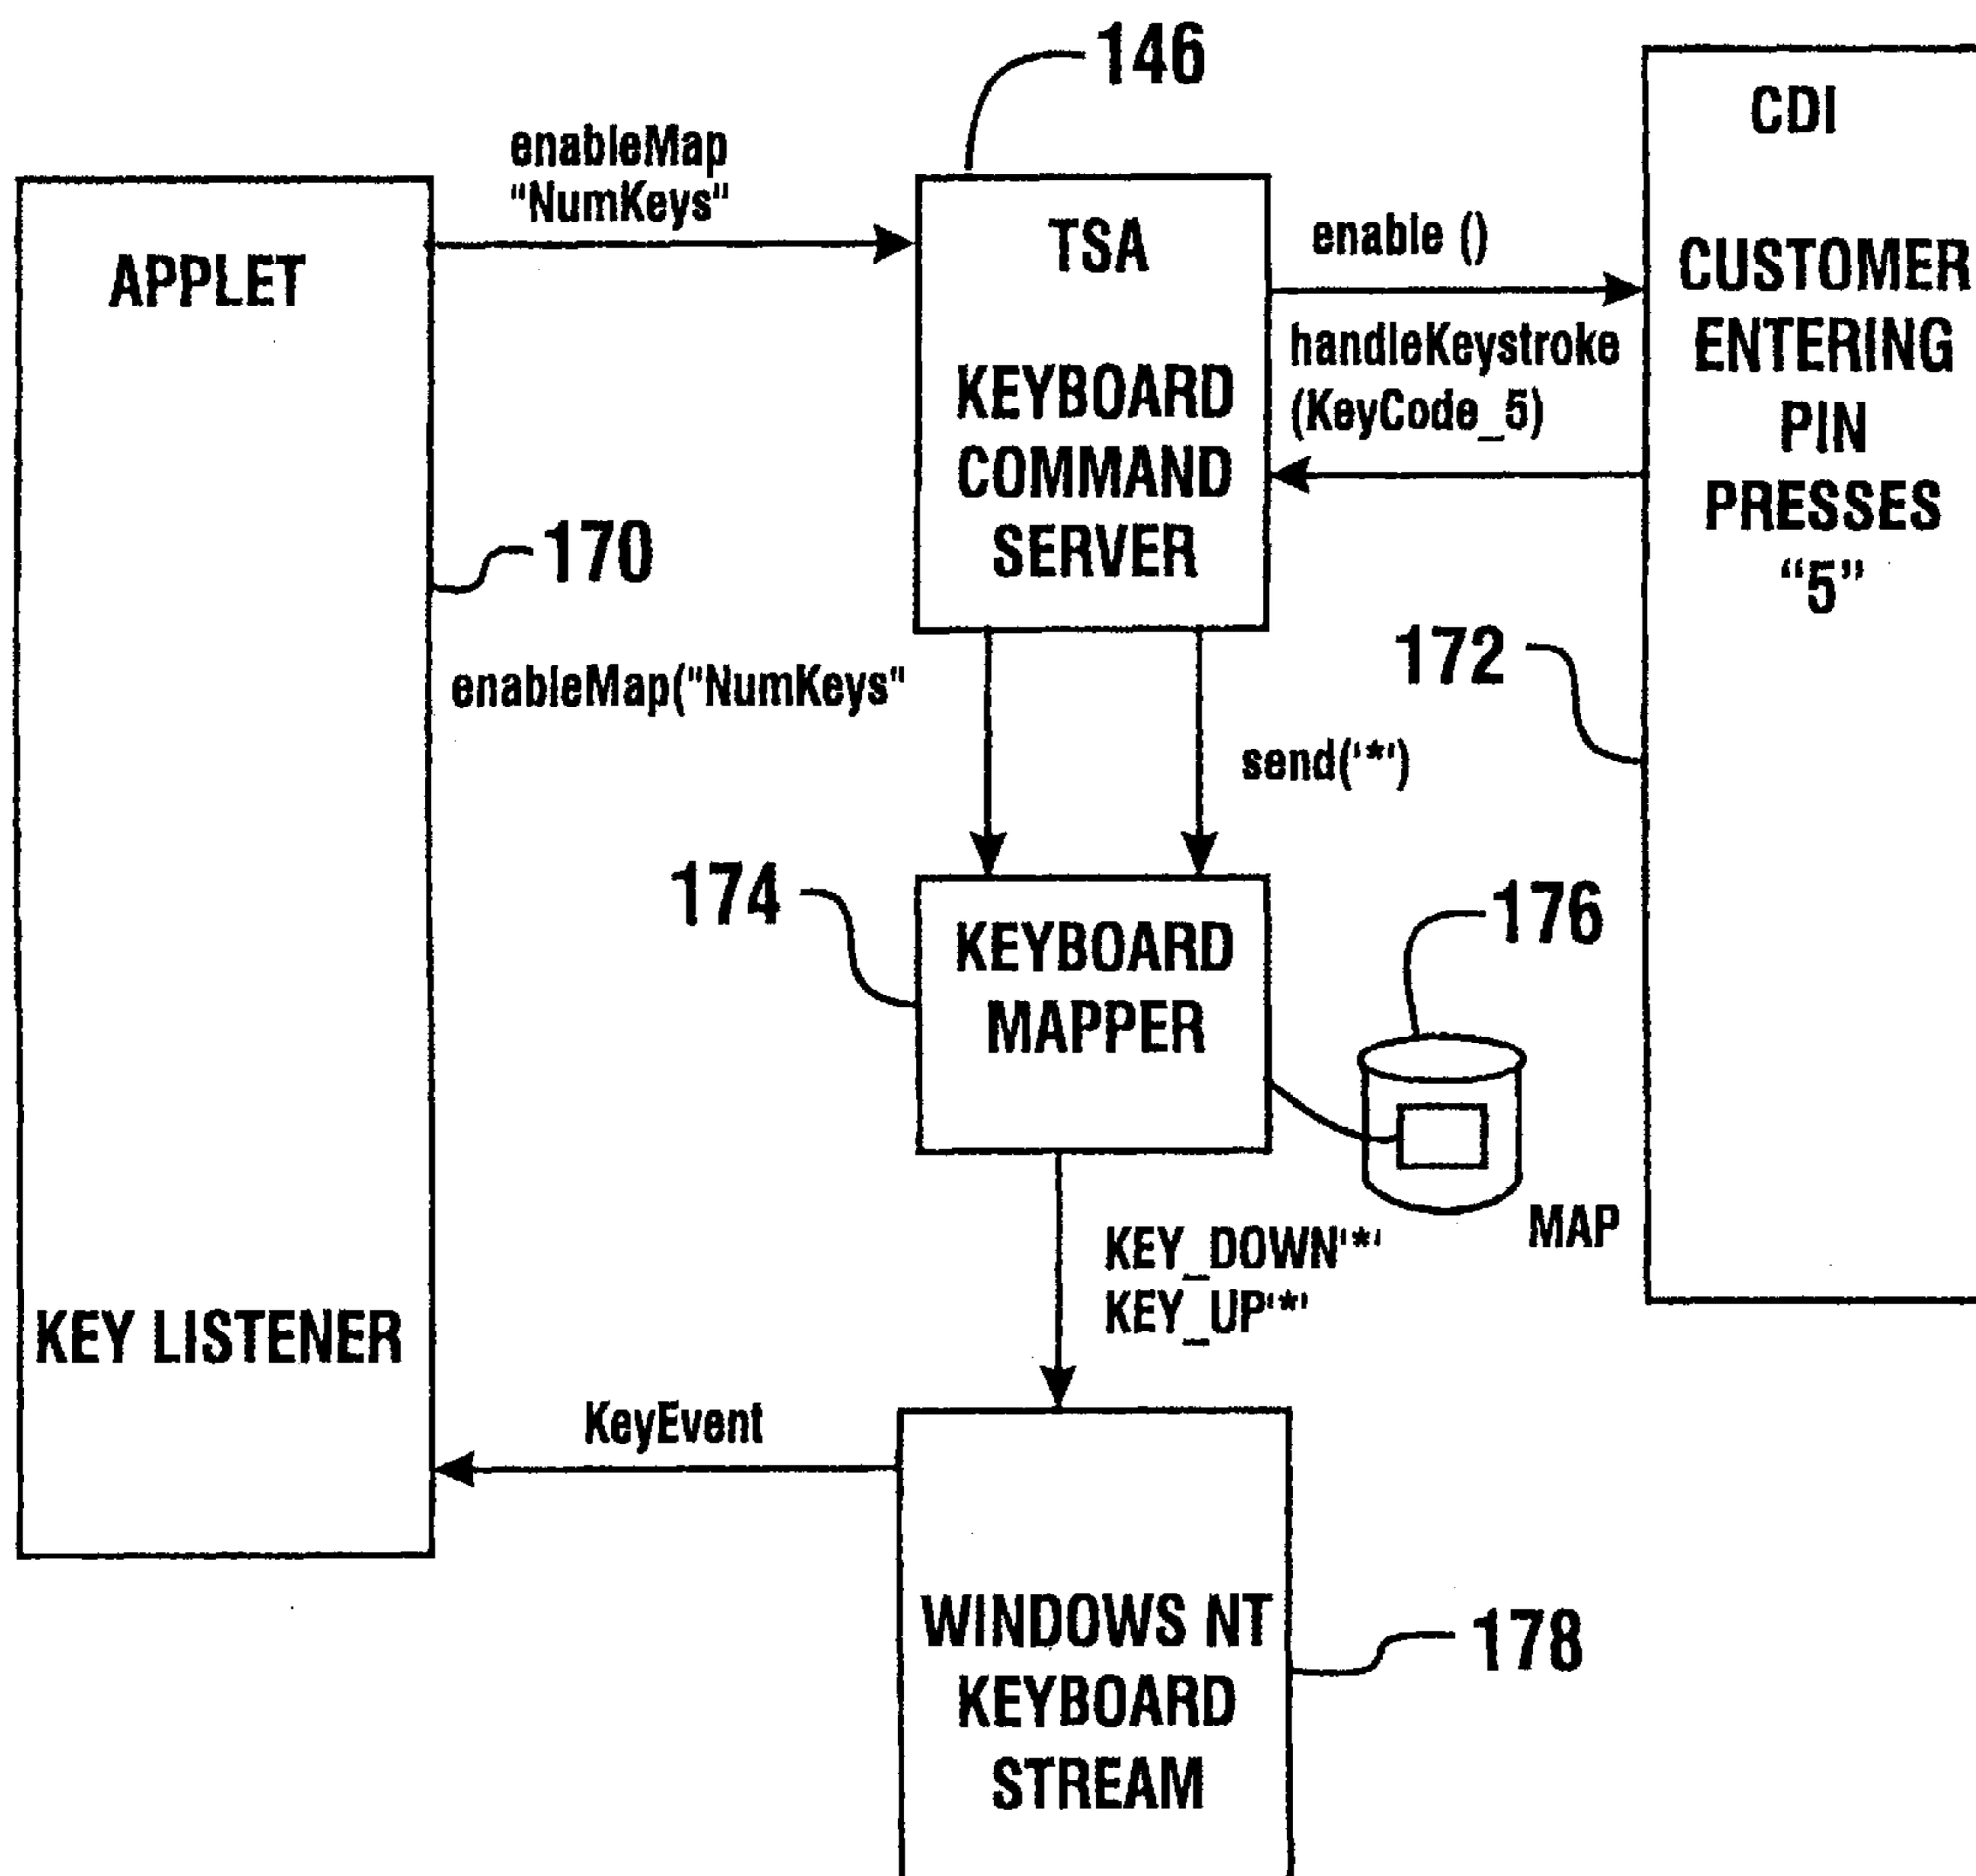 146
CDI
enableMap
"NumKeys"
APPLET
TSA
enable ()
CUSTOMER
ENTERING
PIN
PRESSES
“5”
handleKeystroke
(KeyCode_5)
KEYBOARD
COMMAND
SERVER
170
172
enableMap("NumKeys"
send('*')
174
KEYBOARD
MAPPER
176
MAP
KEY_DOWN'*'
KEY_UP'*'
KEY LISTENER
KeyEvent
WINDOWS NT
KEYBOARD
STREAM
178